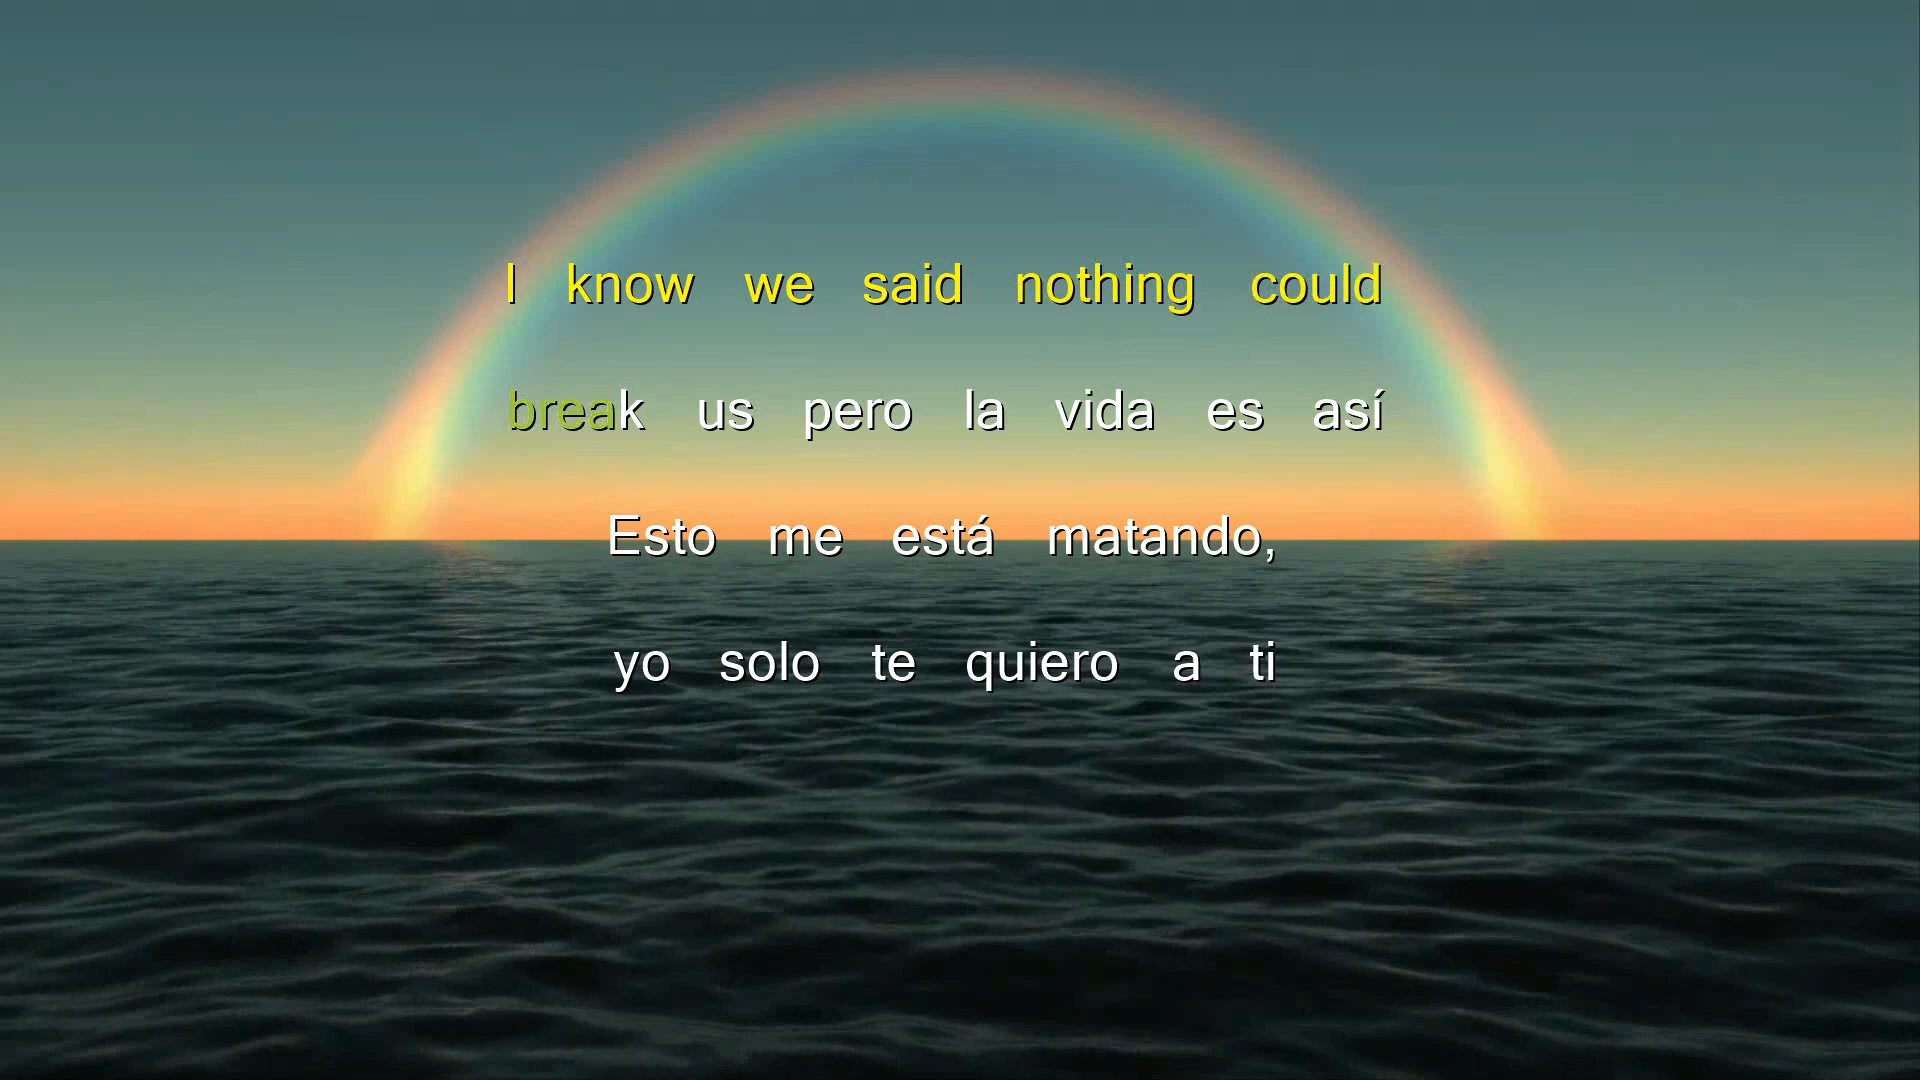 I know we said nothing could
break us pero la vida es así
Esto me está matando,
yo solo te quiero a ti